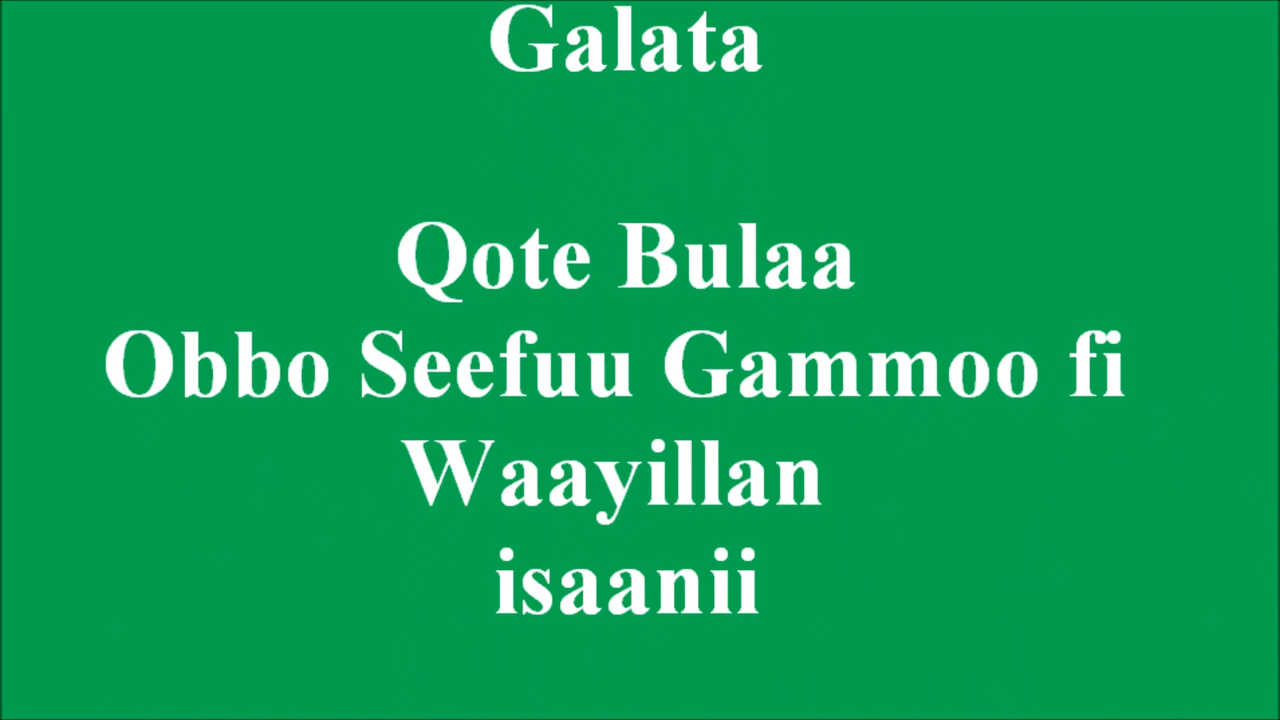 Galata
Qote Bulaa
Obbo Seefuu Gammoo fi
Waayillan
isaanii